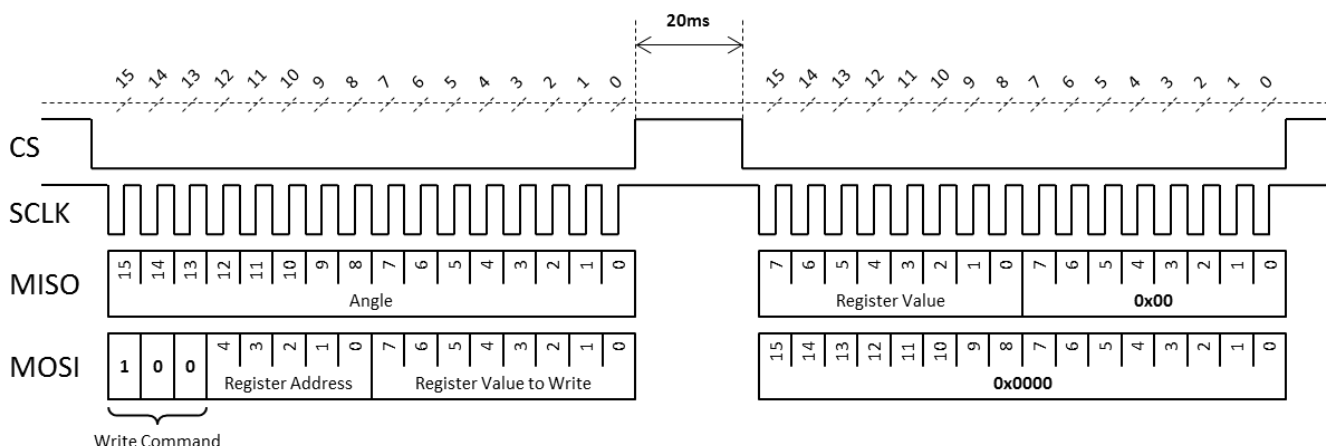 20ms
15 14 13 12 11 10 9 8 7 6 5 4 3 2 1 0 15 14 13 12 11 10 9 8 7 6 5 4 3 2 1 0
CS
SCLK
MISO 15 14 13 12 11 10 9 8 7 6 5 4 3 2 1 0 7 6 5 4 3 2 1 0 7 6 5 4 3 2 1 0
Angle Register Value 0x00
MOSI 1 0 0 4 3 2 1 0 7 6 5 4 3 2 1 0 15 14 13 12 11 10 9 8 7 6 5 4 3 2 1 0
Register Address Register Value to Write 0x0000
Write Command